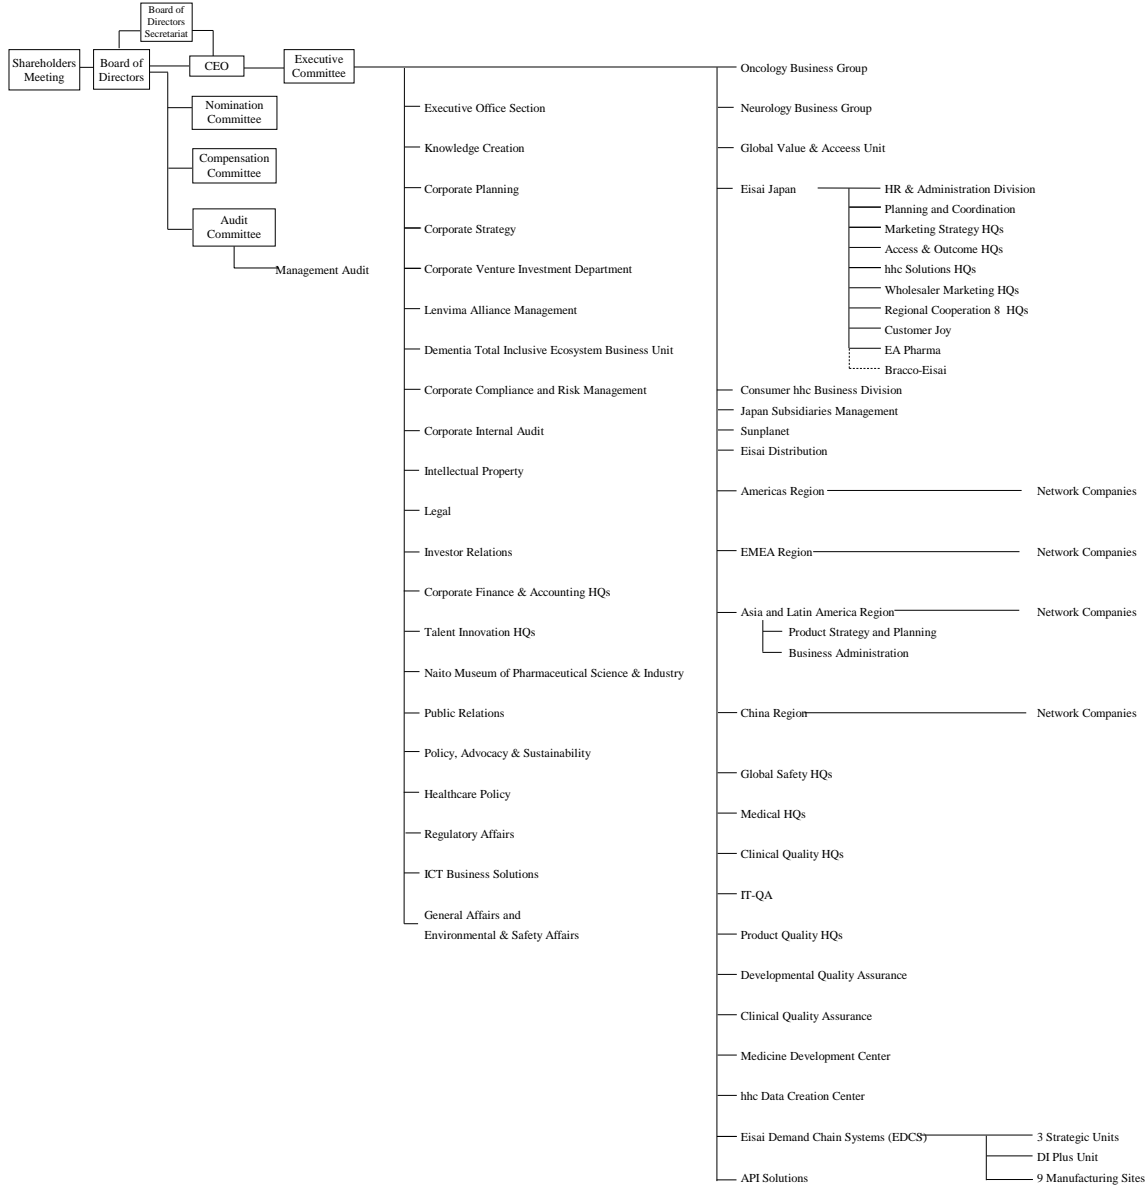 Board of
Directors
Secretariat
Shareholders
Meeting
Board of
Directors
CEO
Executive
Committee
Nomination
Committee
Compensation
Committee
Audit
Committee
Management Audit
Executive Office Section
Knowledge Creation
Corporate Planning
Corporate Strategy
Corporate Venture Investment Department
Lenvima Alliance Management
Dementia Total Inclusive Ecosystem Business Unit
Corporate Compliance and Risk Management
Corporate Internal Audit
Intellectual Property
Legal
Investor Relations
Corporate Finance & Accounting HQs
Talent Innovation HQs
Naito Museum of Pharmaceutical Science & Industry
Public Relations
Policy, Advocacy & Sustainability
Healthcare Policy
Regulatory Affairs
ICT Business Solutions
General Affairs and
Environmental & Safety Affairs
Oncology Business Group
Neurology Business Group
Global Value & Acceess Unit
Eisai Japan
HR & Administration Division
Planning and Coordination
Marketing Strategy HQs
Access & Outcome HQs
hhc Solutions HQs
Wholesaler Marketing HQs
Regional Cooperation 8 HQs
Customer Joy
EA Pharma
Bracco-Eisai
Consumer hhc Business Division
Japan Subsidiaries Management
Sunplanet
Eisai Distribution
Americas Region
Network Companies
EMEA Region
Network Companies
Asia and Latin America Region
Network Companies
Product Strategy and Planning
Business Administration
China Region
Network Companies
Global Safety HQs
Medical HQs
Clinical Quality HQs
IT-QA
Product Quality HQs
Developmental Quality Assurance
Clinical Quality Assurance
Medicine Development Center
hhc Data Creation Center
Eisai Demand Chain Systems (EDCS)
3 Strategic Units
DI Plus Unit
9 Manufacturing Sites
API Solutions